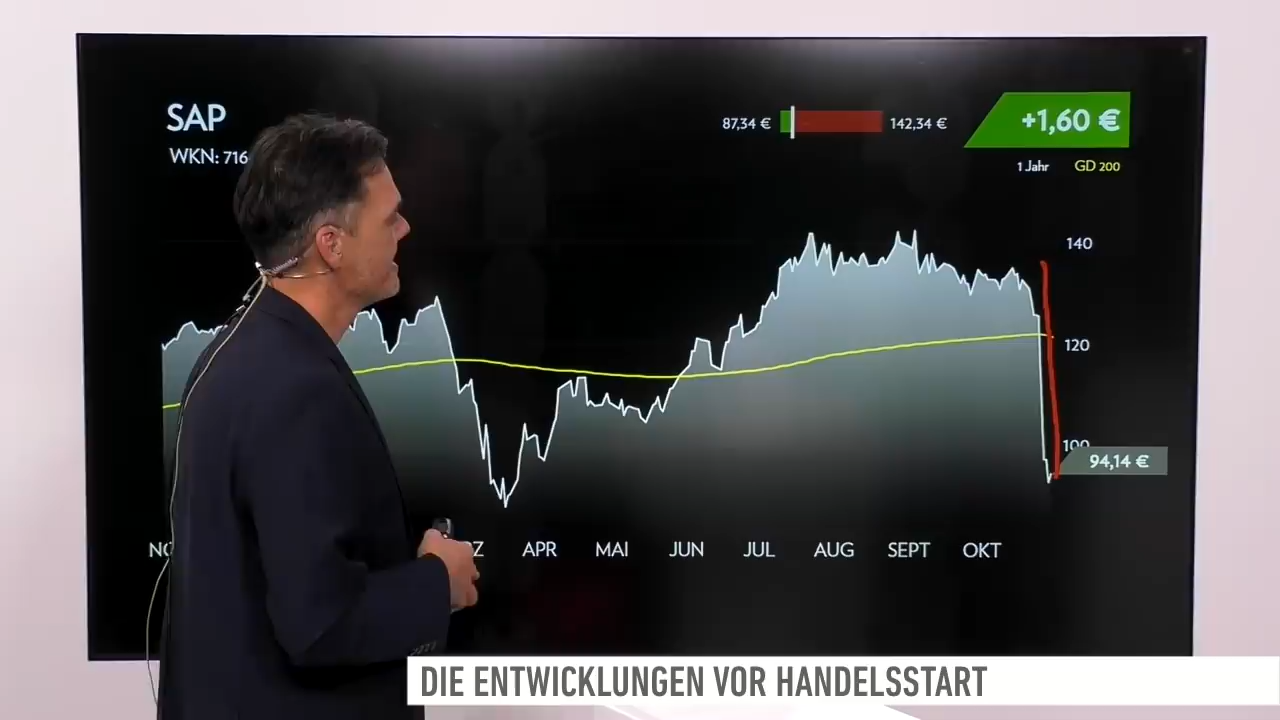 SAP
WKN: 716
87,34 €
142,34 €
+1,60 €
1 Jahr
GD 200
140
120
100
94,14 €
APR
MAI
JUN
JUL
AUG
SEPT
OKT
DIE ENTWICKLUNGEN VOR HANDELSSTART